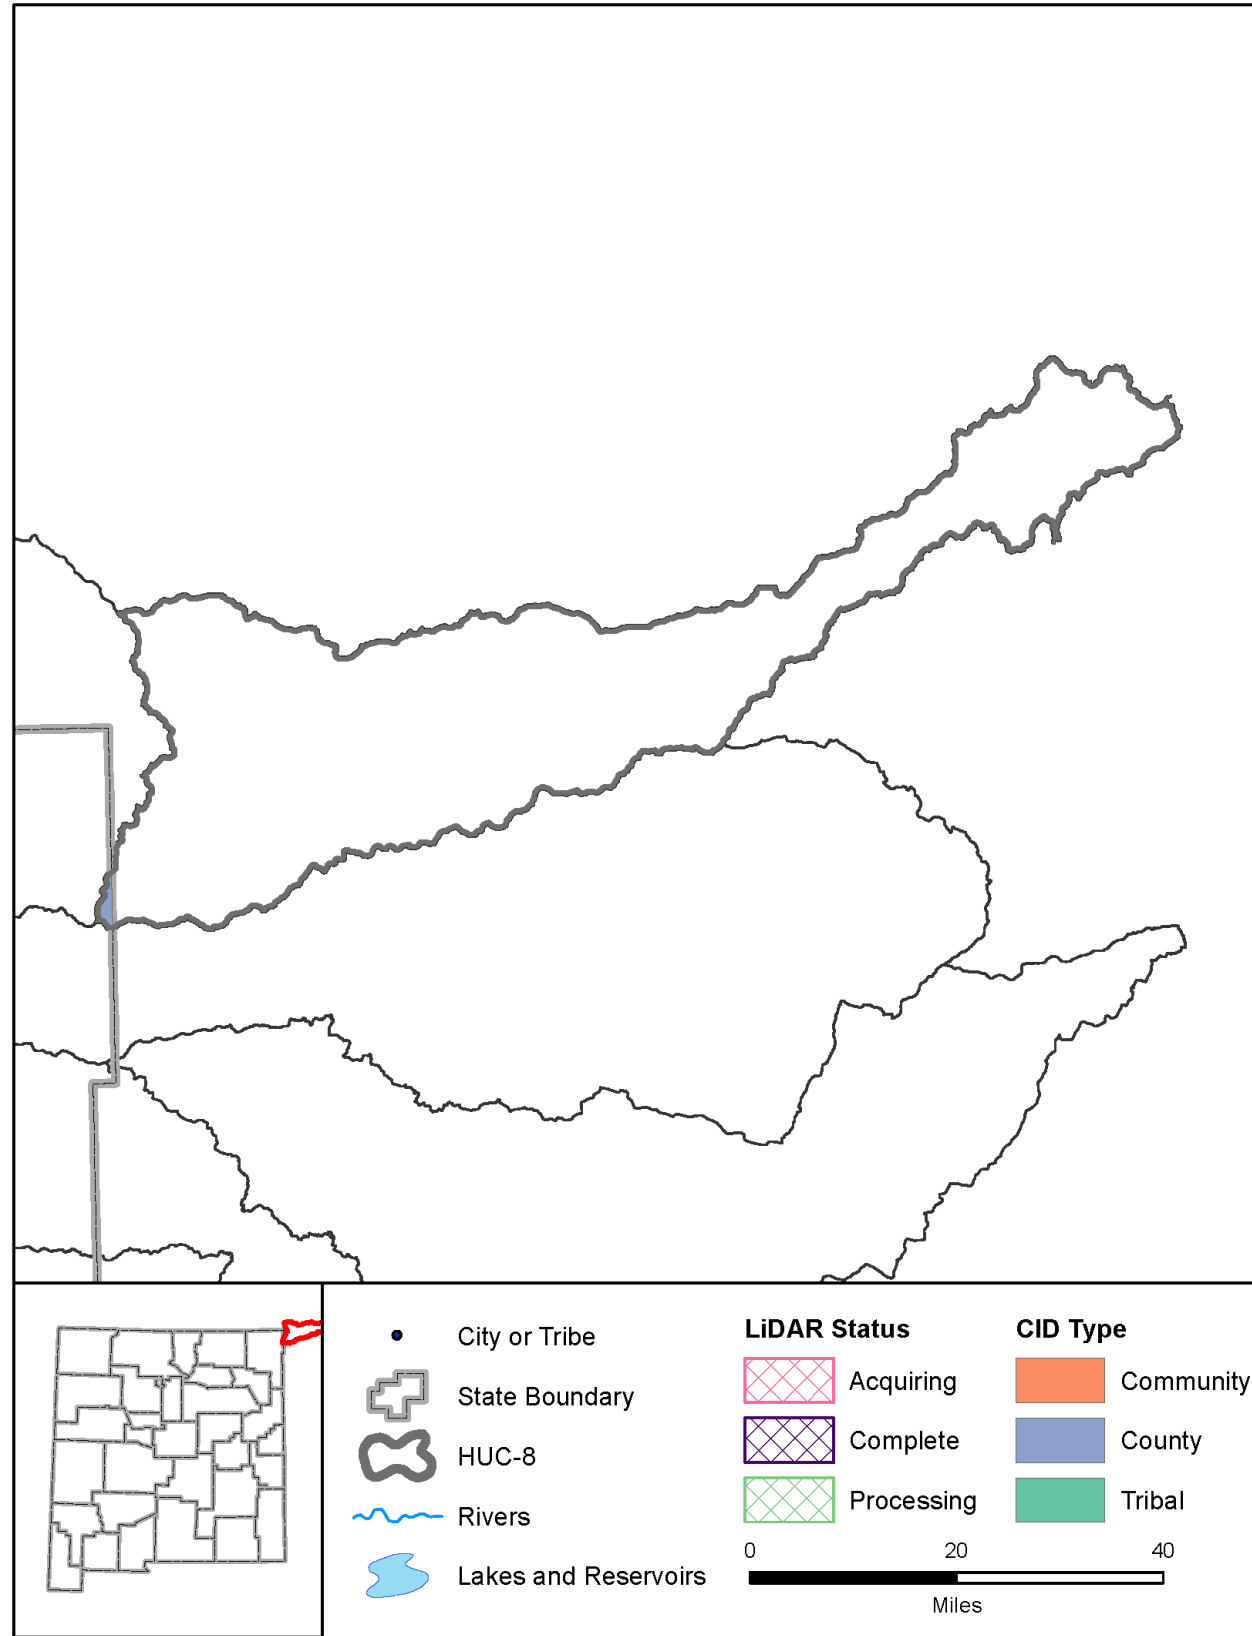 City or Tribe
State Boundary
HUC-8
Rivers
Lakes and Reservoirs
LiDAR Status
Acquiring
Complete
Processing
CID Type
Community
County
Tribal
0 20 40
Miles